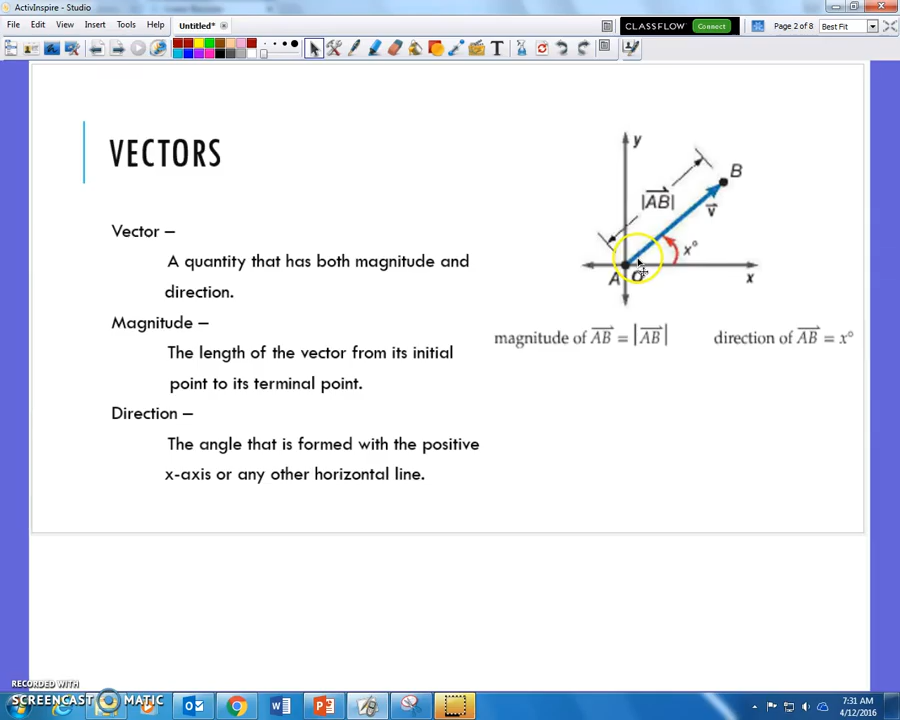 ActivInspire - Studio
File Edit View Insert Tools Help Untitled*
CLASSFLOW Connect Page 2 of 8 Best Fit
T
VECTORS
Vector –
A quantity that has both magnitude and
direction.
Magnitude –
The length of the vector from its initial
point to its terminal point.
Direction –
The angle that is formed with the positive
x-axis or any other horizontal line.
y
B
|AB|
v
x°
A O
x
magnitude of AB = |AB| direction of AB = x°
RECORDED WITH
SCREENCAST MATIC
7:31 AM
4/12/2016